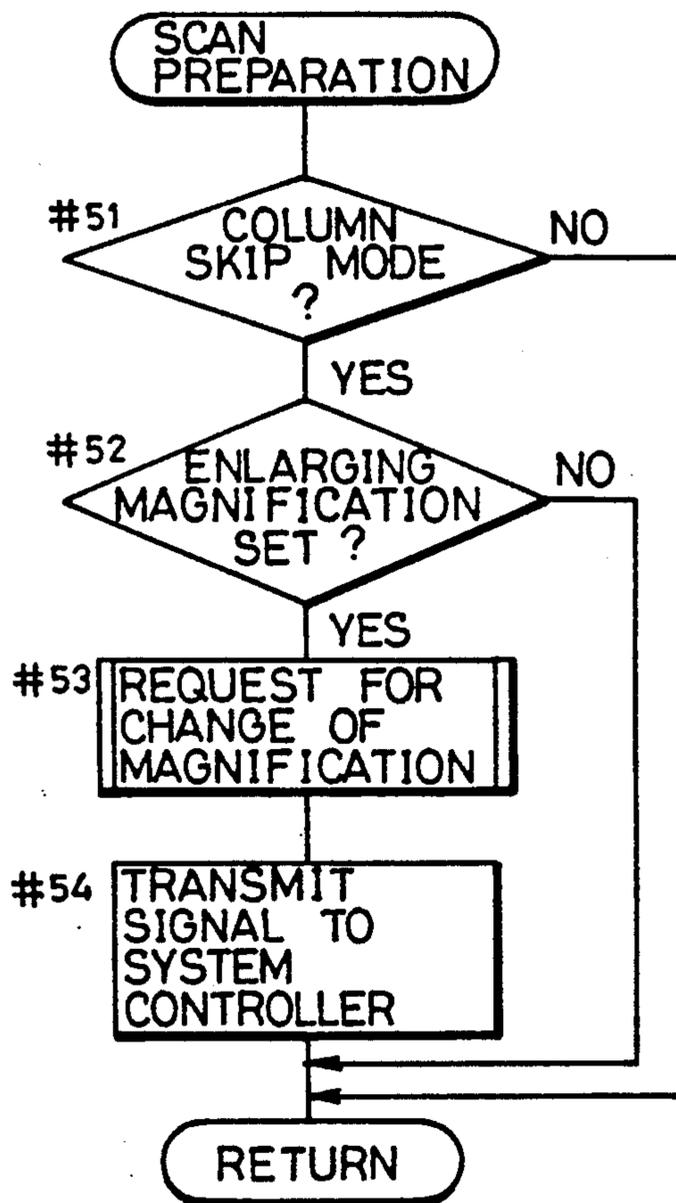 SCAN
PREPARATION
#51
COLUMN
SKIP MODE
?
NO
YES
#52
ENLARGING
MAGNIFICATION
SET ?
NO
YES
#53
REQUEST FOR
CHANGE OF
MAGNIFICATION
#54
TRANSMIT
SIGNAL TO
SYSTEM
CONTROLLER
RETURN